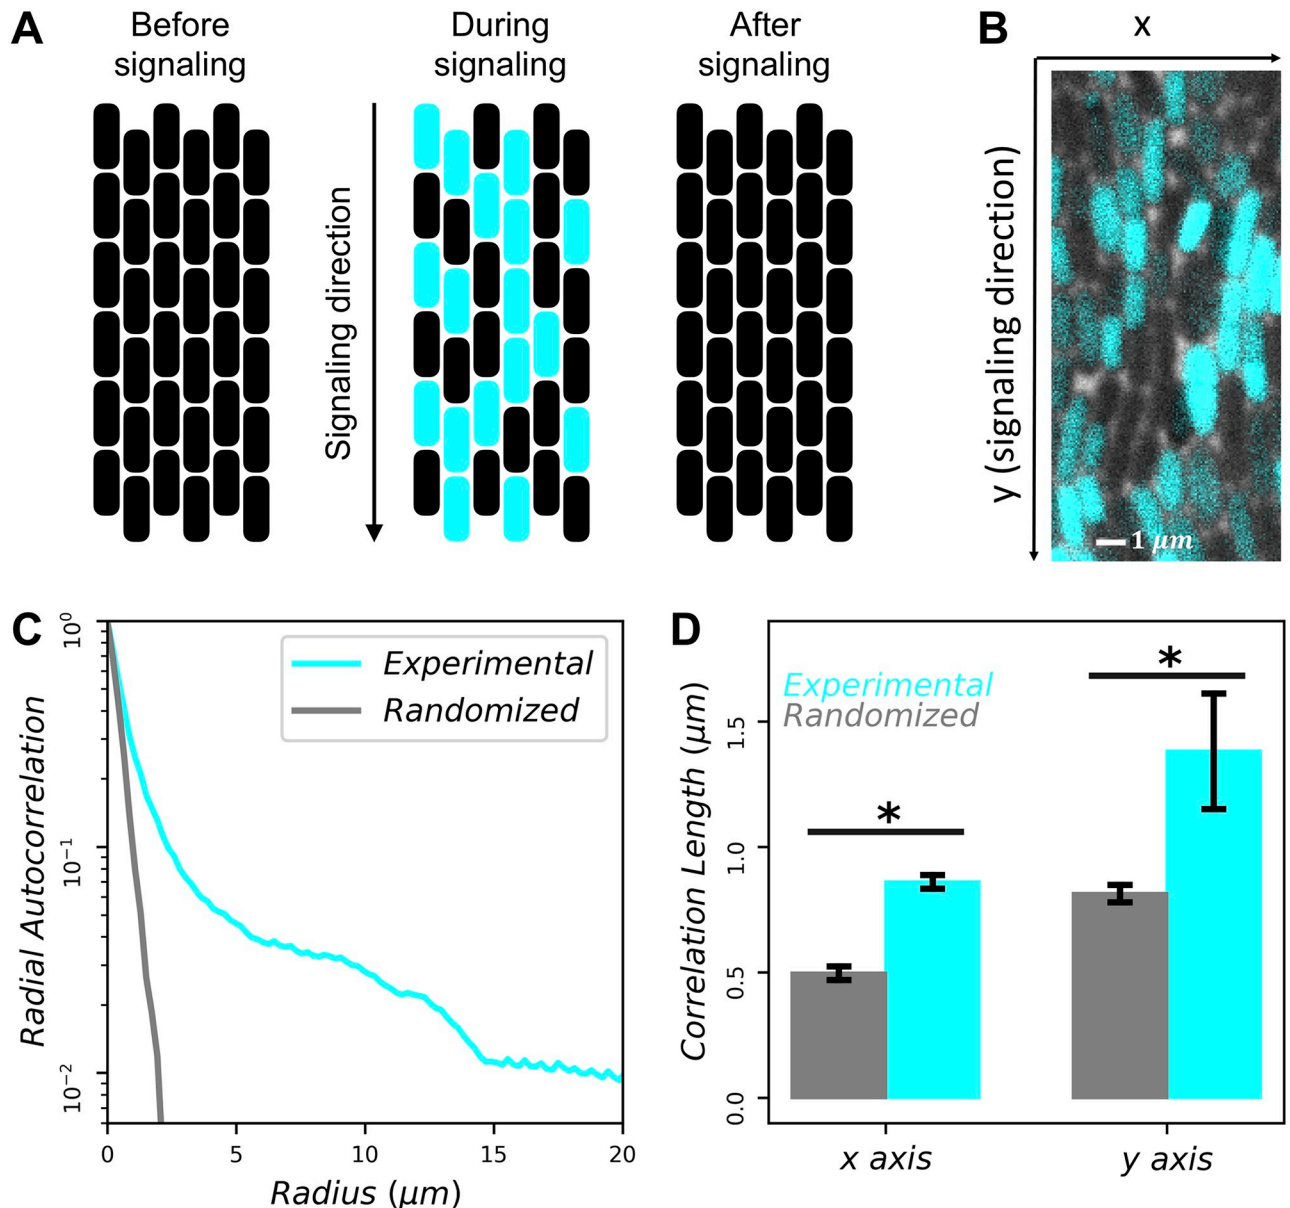 A
Before
signaling
During
signaling
After
signaling
Signaling direction
B
x
y (signaling direction)
1 μm
C
Radial Autocorrelation
10⁰
10⁻¹
10⁻²
Experimental
Randomized
0
5
10
15
20
Radius (μm)
D
Correlation Length (μm)
1.5
1.0
0.5
0.0
Experimental
Randomized
*
*
x axis
y axis